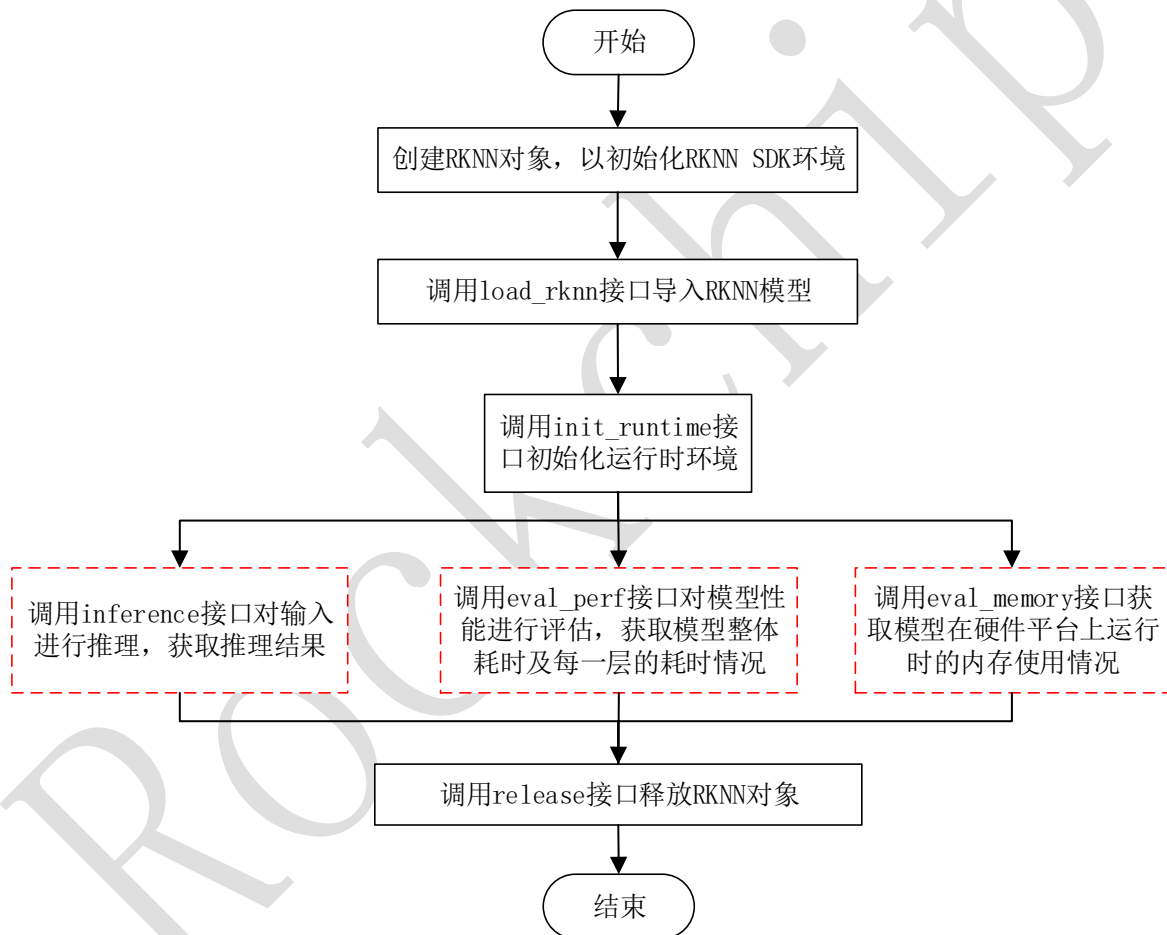 开始
创建RKNN对象，以初始化RKNN SDK环境
调用load_rknn接口导入RKNN模型
调用init_runtime接
口初始化运行时环境
调用inference接口对输入
进行推理，获取推理结果
调用eval_perf接口对模型性
能进行评估，获取模型整体
耗时及每一层的耗时情况
调用eval_memory接口获
取模型在硬件平台上运行
时的内存使用情况
调用release接口释放RKNN对象
结束
Rockchip